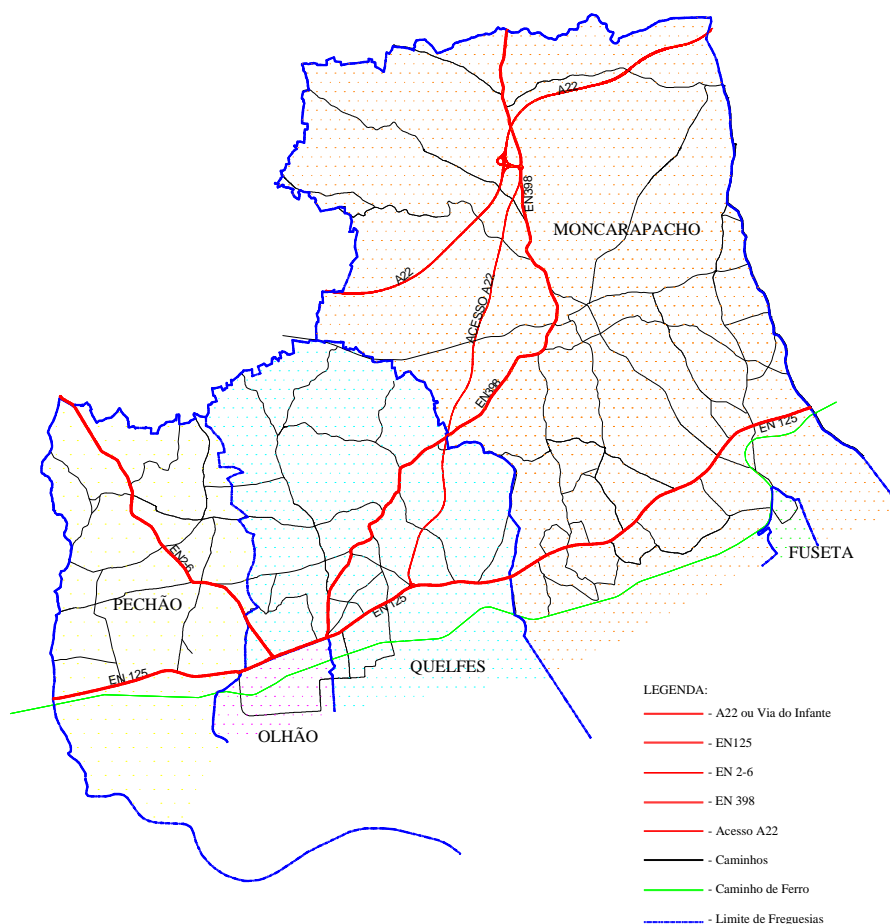 A22
EN398
MONCARAPACHO
A22
ACESSO A22
EN398
EN 125
EN2-6
FUSETA
PECHÃO
EN 125
QUELFES
EN 125
OLHÃO
LEGENDA:
- A22 ou Via do Infante
- EN125
- EN 2-6
- EN 398
- Acesso A22
- Caminhos
- Caminho de Ferro
- Limite de Freguesias